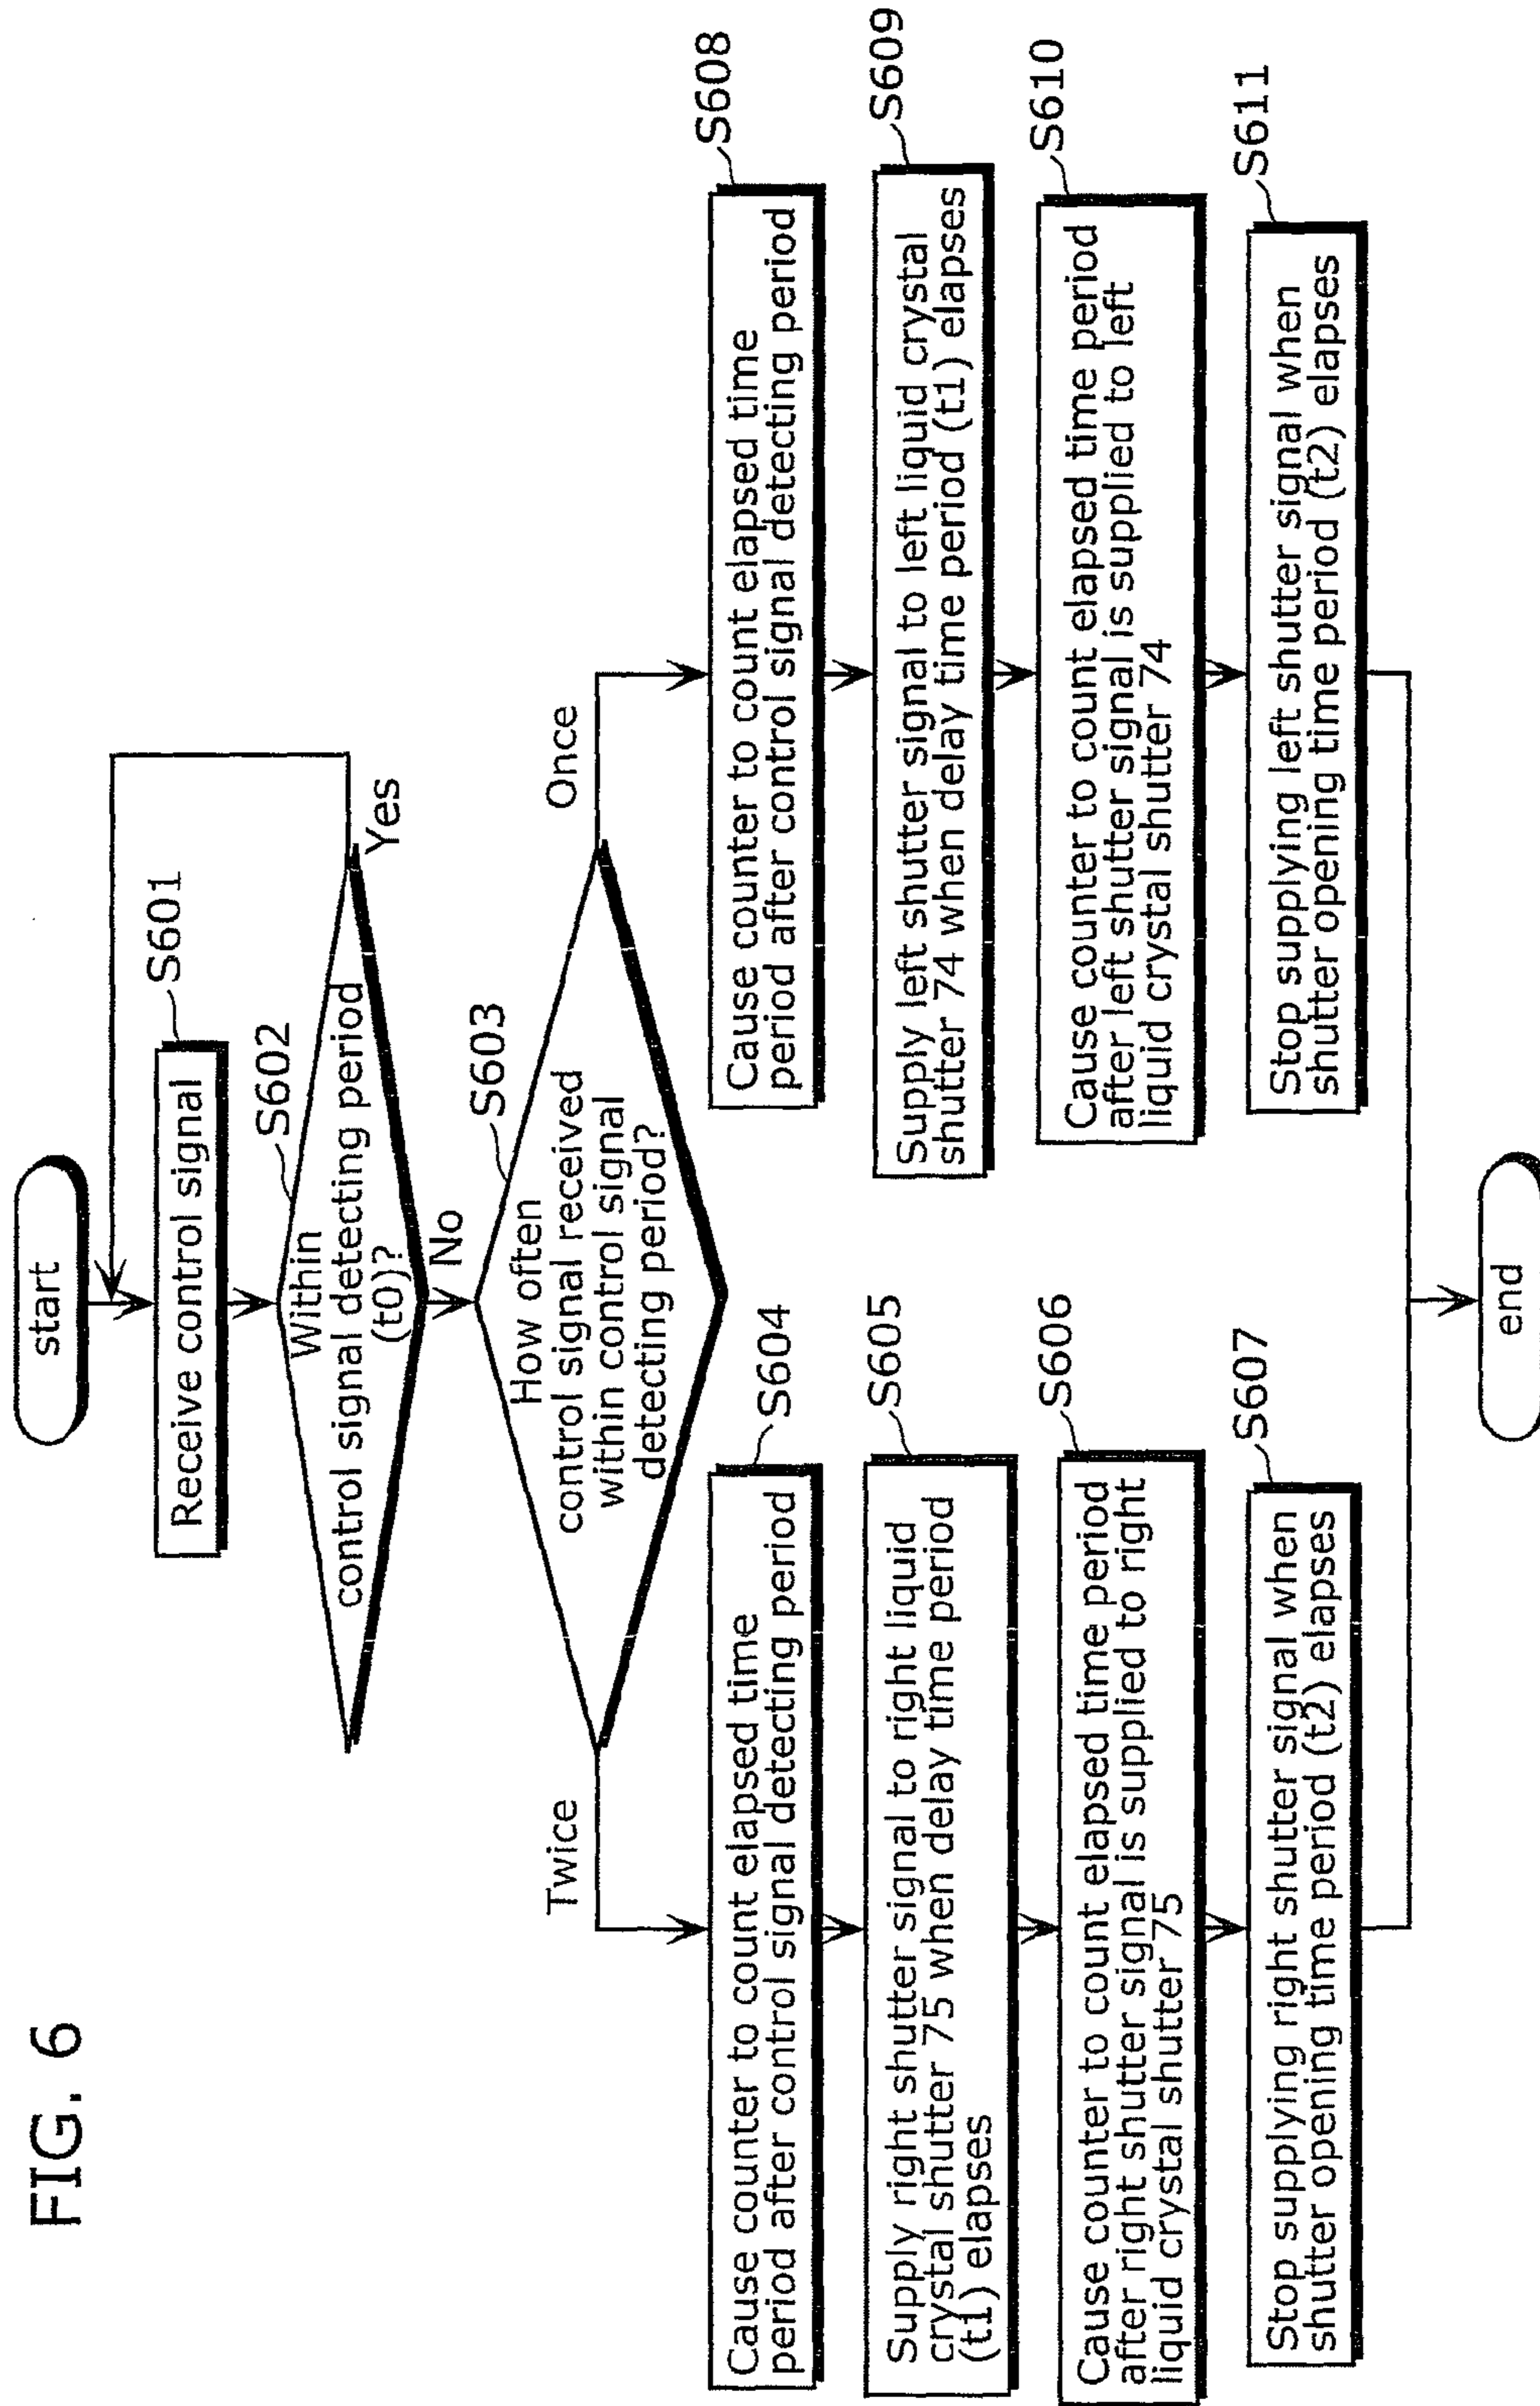 FIG. 6
start
Receive control signal
S601
Within
control signal detecting period
(t0)?
S602
Yes
No
How often
control signal received
within control signal
detecting period?
S603
Twice
Once
Cause counter to count elapsed time
period after control signal detecting period
S604
Supply right shutter signal to right liquid
crystal shutter 75 when delay time period
(t1) elapses
S605
Cause counter to count elapsed time period
after right shutter signal is supplied to right
liquid crystal shutter 75
S606
Stop supplying right shutter signal when
shutter opening time period (t2) elapses
S607
Cause counter to count elapsed time
period after control signal detecting period
S608
Supply left shutter signal to left liquid crystal
shutter 74 when delay time period (t1) elapses
S609
Cause counter to count elapsed time period
after left shutter signal is supplied to left
liquid crystal shutter 74
S610
Stop supplying left shutter signal when
shutter opening time period (t2) elapses
S611
end